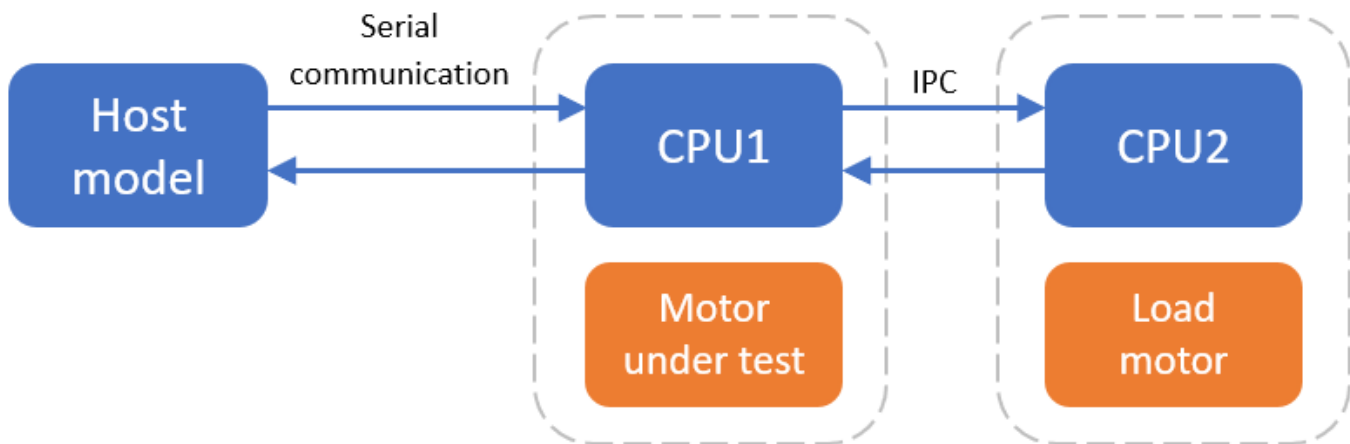 Serial
communication
Host
model
CPU1
IPC
CPU2
Motor
under test
Load
motor